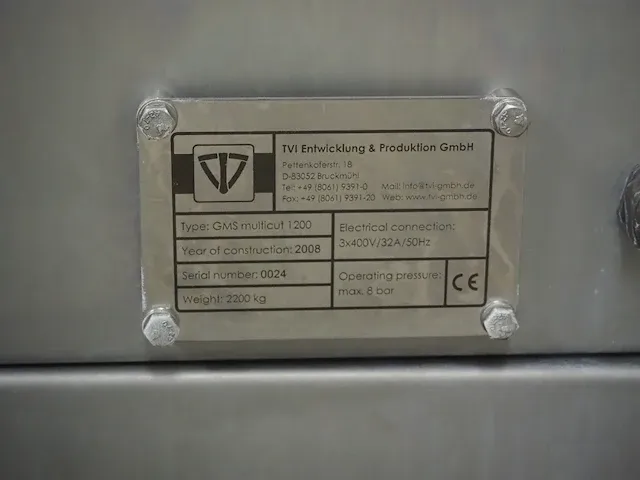 TVI Entwicklung & Produktion GmbH
Pettenkoferstr. 18
D-83052 Bruckmühl
Tel: +49 (8061) 9391-0 Mail: info@tvi-gmbh.de
Fax: +49 (8061) 9391-20 Web: www.tvi-gmbh.de
Type: GMS multicut 1200
Year of construction: 2008
Serial number: 0024
Weight: 2200 kg
Electrical connection:
3x400V/32A/50Hz
Operating pressure:
max. 8 bar
CE